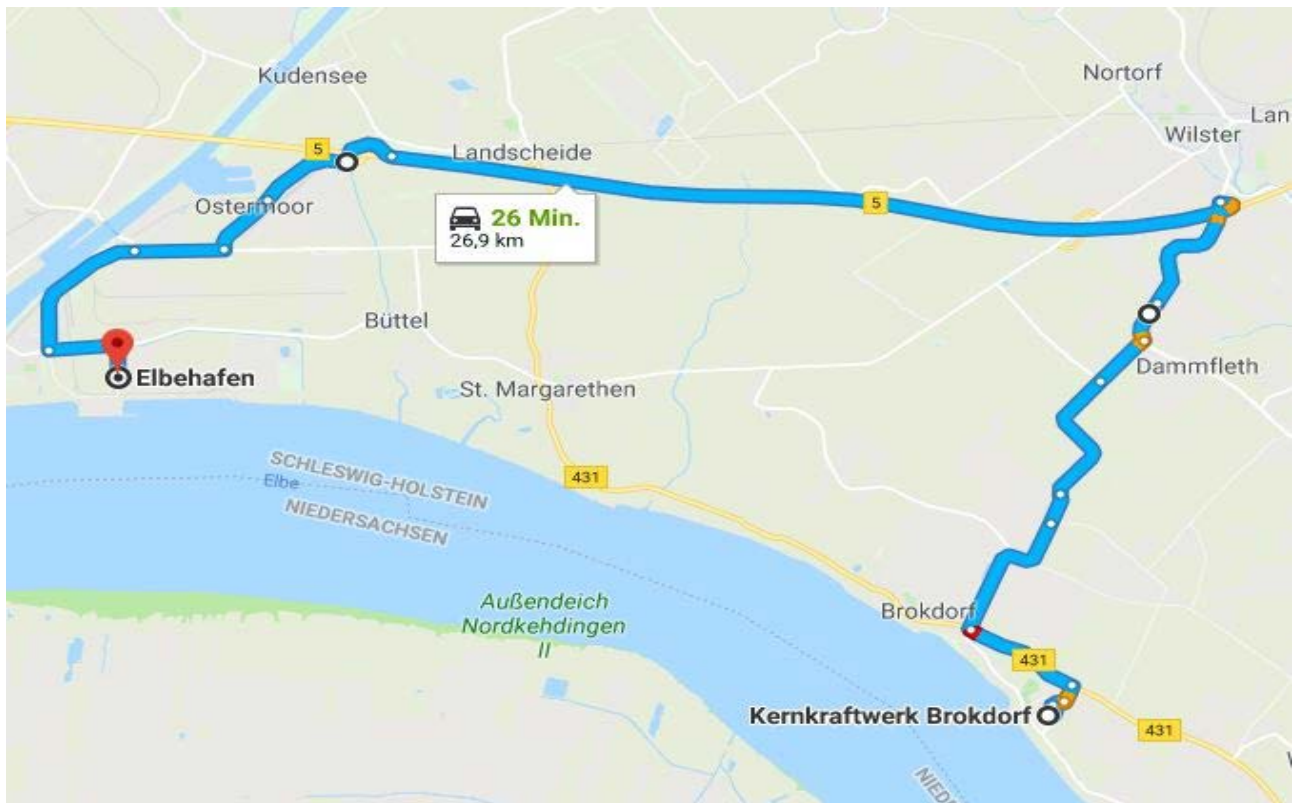 Kudensee
Nortorf
Lan
Wilster
5
Landscheide
Ostermoor
26 Min.
26,9 km
5
Büttel
Dammfleth
Elbehafen
St. Margarethen
SCHLESWIG-HOLSTEIN
Elbe
NIEDERSACHSEN
431
Außendeich
Nordkehdingen
II
Brokdorf
431
Kernkraftwerk Brokdorf
431
NIED